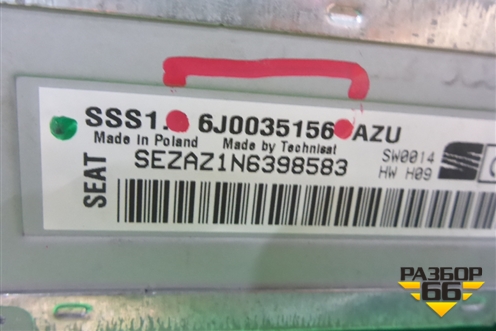 SSS1. 6J0035156 AZU
Made in Poland Made by Technisat
SEAT
SEZAZ1N6398583
SW0014
HW H09
РАЗБОР
66